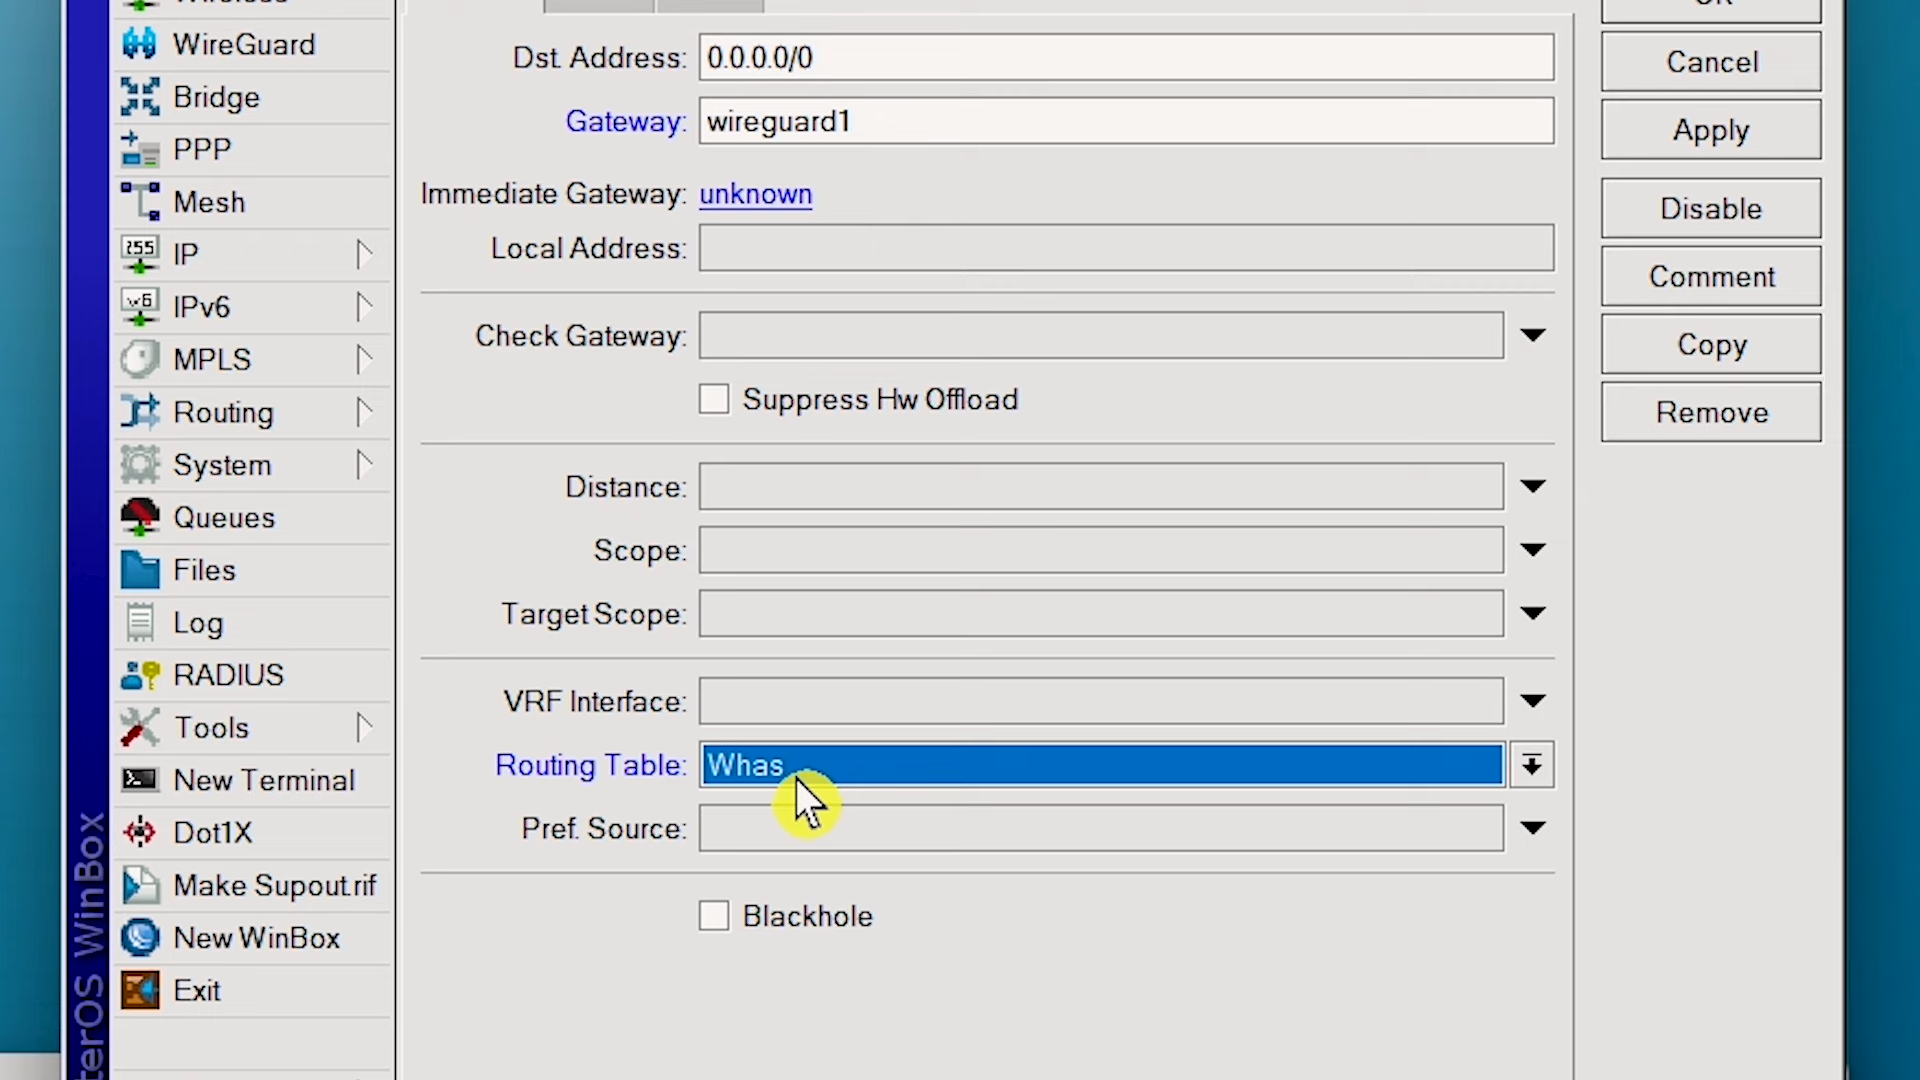 WireGuard
Bridge
PPP
Mesh
IP
IPv6
MPLS
Routing
System
Queues
Files
Log
RADIUS
Tools
New Terminal
Dot1X
Make Supout.rif
New WinBox
Exit
terOS WinBox
Dst. Address: 0.0.0.0/0
Gateway: wireguard1
Immediate Gateway: unknown
Local Address:
Check Gateway:
Suppress Hw Offload
Distance:
Scope:
Target Scope:
VRF Interface:
Routing Table: Whas
Pref. Source:
Blackhole
Cancel
Apply
Disable
Comment
Copy
Remove